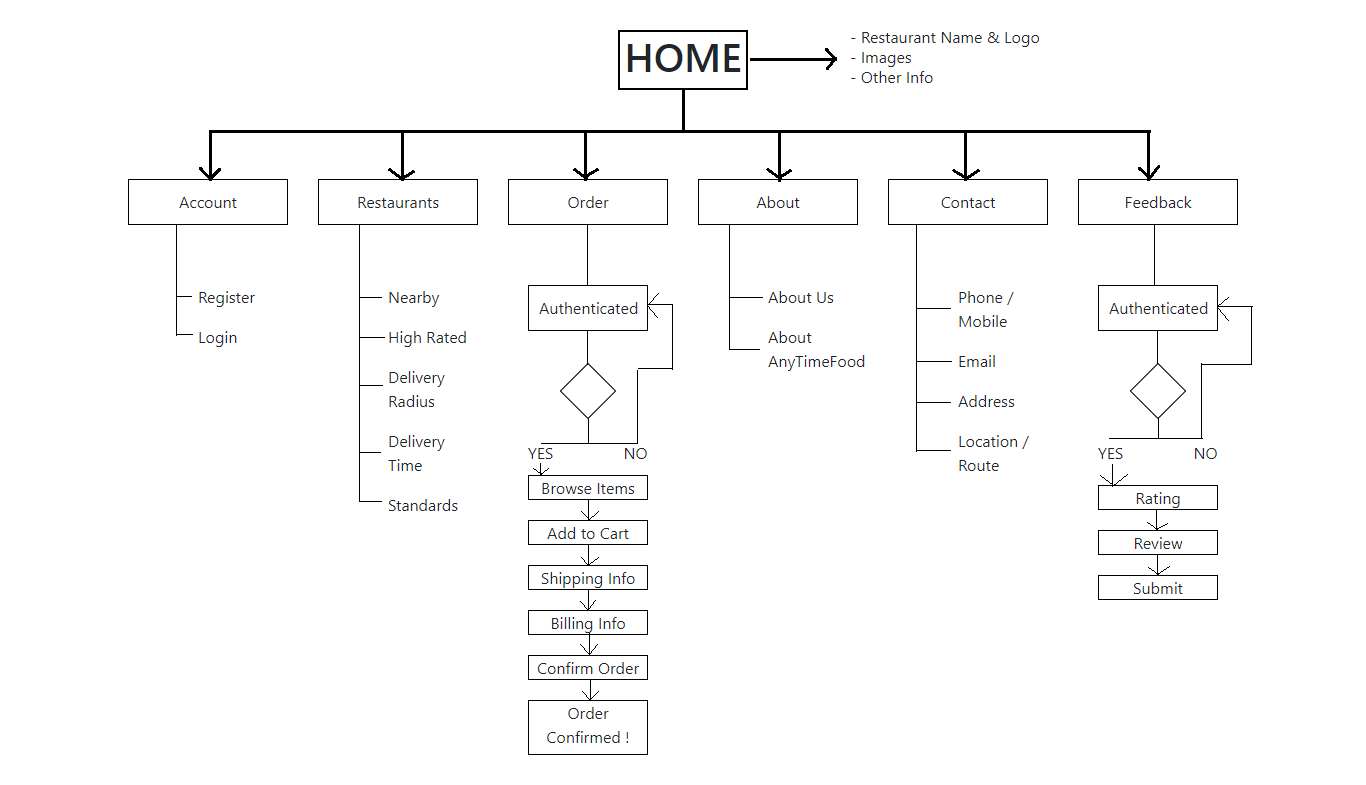 HOME
- Restaurant Name & Logo
- Images
- Other Info
Account
Restaurants
Order
About
Contact
Feedback
Register
Login
Nearby
High Rated
Delivery
Radius
Delivery
Time
Standards
Authenticated
YES
NO
Browse Items
Add to Cart
Shipping Info
Billing Info
Confirm Order
Order
Confirmed !
About Us
About
AnyTimeFood
Phone /
Mobile
Email
Address
Location /
Route
Authenticated
YES
NO
Rating
Review
Submit